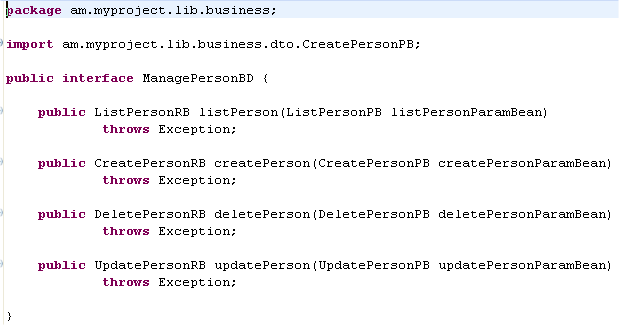 package am.myproject.lib.business;
import am.myproject.lib.business.dto.CreatePersonPB;
public interface ManagePersonBD {
public ListPersonRB listPerson(ListPersonPB listPersonParamBean)
throws Exception;
public CreatePersonRB createPerson(CreatePersonPB createPersonParamBean)
throws Exception;
public DeletePersonRB deletePerson(DeletePersonPB deletePersonParamBean)
throws Exception;
public UpdatePersonRB updatePerson(UpdatePersonPB updatePersonParamBean)
throws Exception;
}